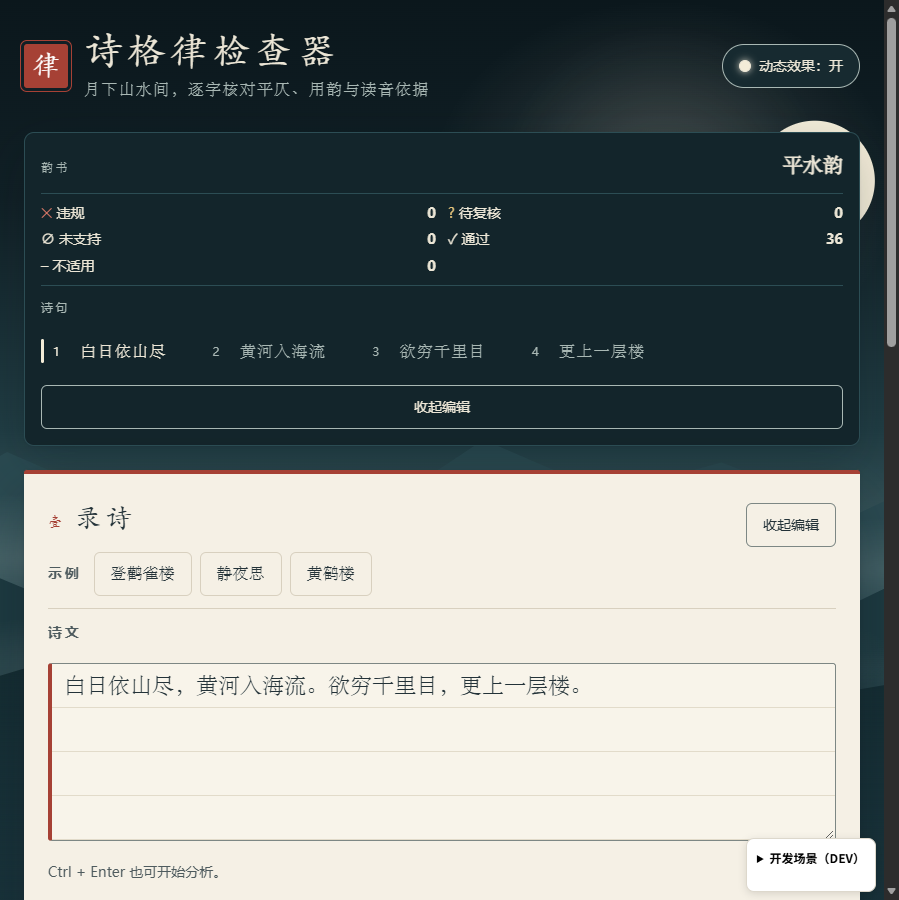 律
诗格律检查器
月下山水间，逐字核对平仄、用韵与读音依据
动态效果：开
韵书
平水韵
× 违规 0 ? 待复核 0
∅ 未支持 0 ✓ 通过 36
– 不适用 0
诗句
1 白日依山尽 2 黄河入海流 3 欲穷千里目 4 更上一层楼
收起编辑
壹 录诗
收起编辑
示例 登鹳雀楼 静夜思 黄鹤楼
诗文
白日依山尽，黄河入海流。欲穷千里目，更上一层楼。
Ctrl + Enter 也可开始分析。
▶ 开发场景（DEV）